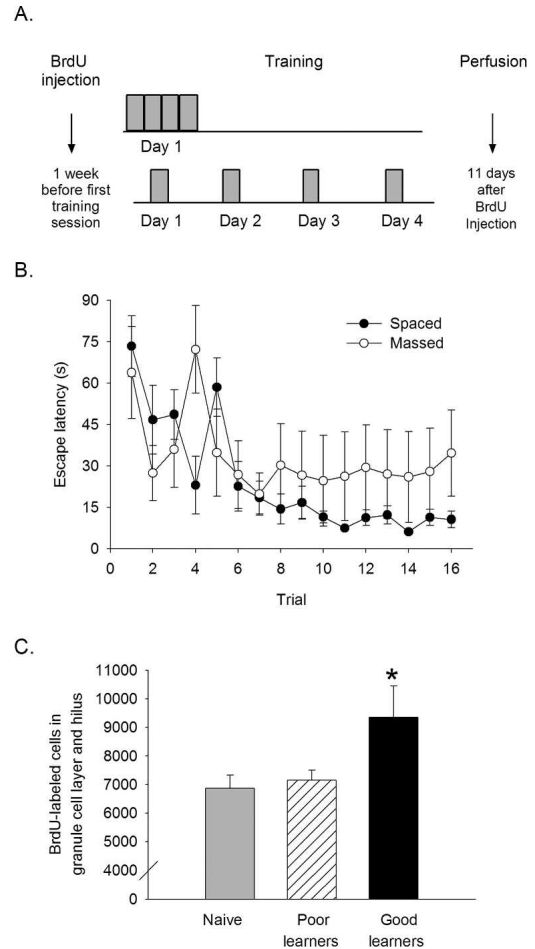 A.
BrdU
injection
Training
Perfusion
Day 1
1 week
before first
training
session
11 days
after
BrdU
Injection
Day 1 Day 2 Day 3 Day 4
B.
90
75
60
45
30
15
0
Escape latency (s)
Spaced
Massed
0 2 4 6 8 10 12 14 16
Trial
C.
11000
10000
9000
8000
7000
6000
5000
4000
0
BrdU-labeled cells in
granule cell layer and hilus
*
Naive
Poor
learners
Good
learners